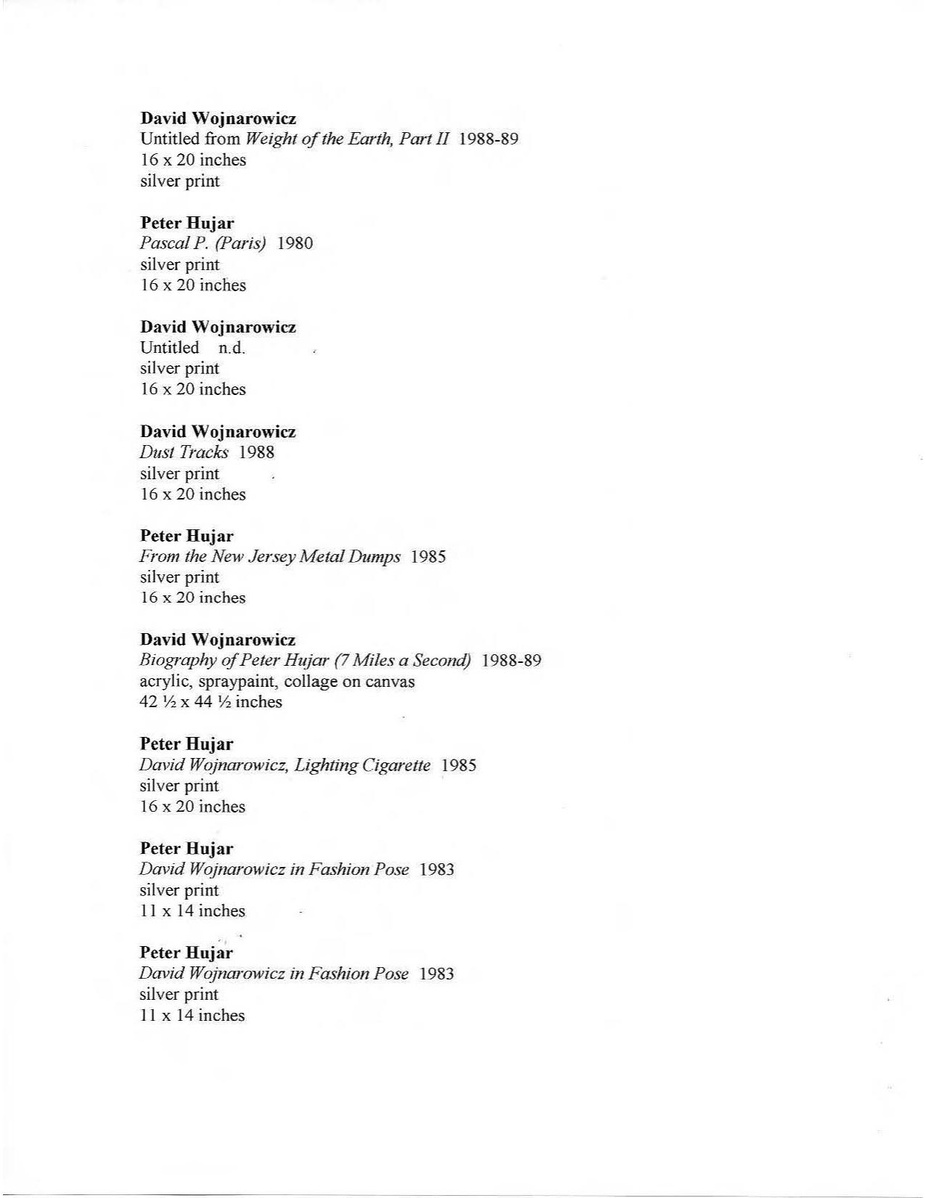 David Wojnarowicz
Untitled from Weight of the Earth, Part II 1988-89
16 x 20 inches
silver print
Peter Hujar
Pascal P. (Paris) 1980
silver print
16 x 20 inches
David Wojnarowicz
Untitled n.d.
silver print
16 x 20 inches
David Wojnarowicz
Dust Tracks 1988
silver print
16 x 20 inches
Peter Hujar
From the New Jersey Metal Dumps 1985
silver print
16 x 20 inches
David Wojnarowicz
Biography of Peter Hujar (7 Miles a Second) 1988-89
acrylic, spraypaint, collage on canvas
42 ½ x 44 ½ inches
Peter Hujar
David Wojnarowicz, Lighting Cigarette 1985
silver print
16 x 20 inches
Peter Hujar
David Wojnarowicz in Fashion Pose 1983
silver print
11 x 14 inches
Peter Hujar
David Wojnarowicz in Fashion Pose 1983
silver print
11 x 14 inches